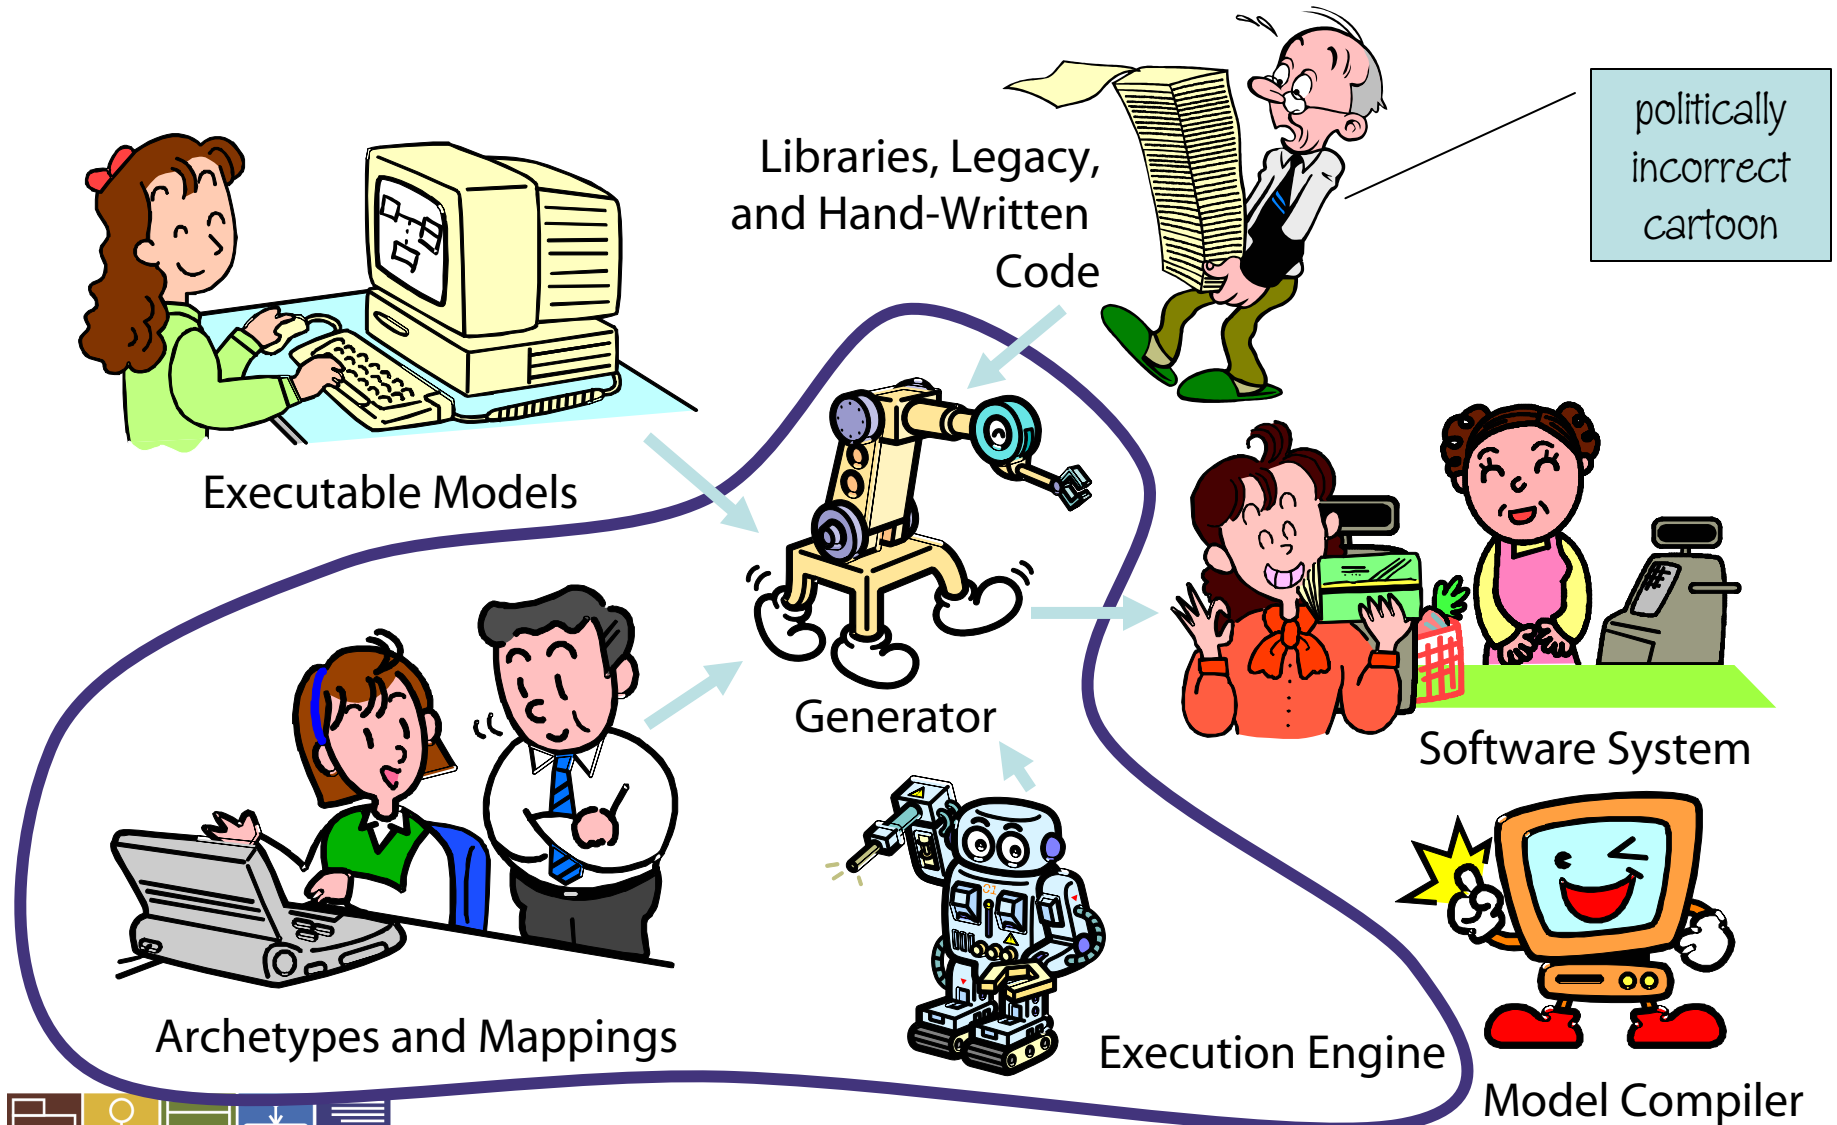 Libraries, Legacy,
and Hand-Written
Code
politically
incorrect
cartoon
Executable Models
Generator
Software System
Archetypes and Mappings
01
Execution Engine
Model Compiler